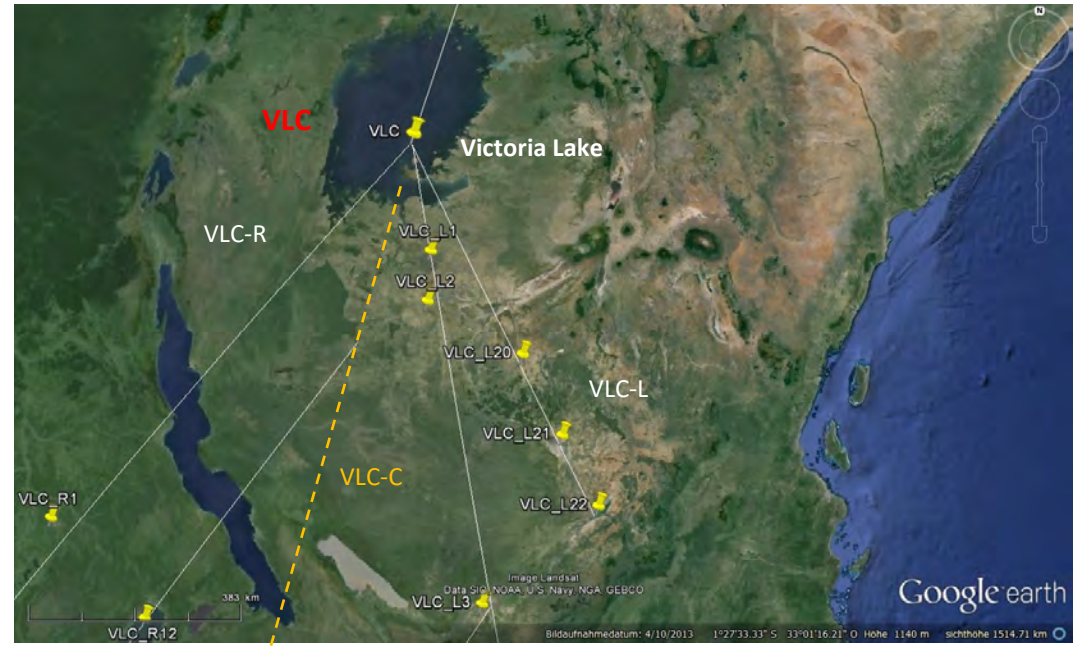 N
VLC
VLC
Victoria Lake
VLC-R
VLC_L1
VLC_L2
VLC_L20
VLC-L
VLC_L21
VLC-C
VLC_R1
VLC_L22
Image Landsat
Data SIO, NOAA, U.S. Navy, NGA, GEBCO
383 km
VLC_L3
Google earth
VLC_R12
Bildaufnahmedatum: 4/10/2013 1°27'33.33" S 33°01'16.21" O Höhe 1140 m sichthöhe 1514.71 km